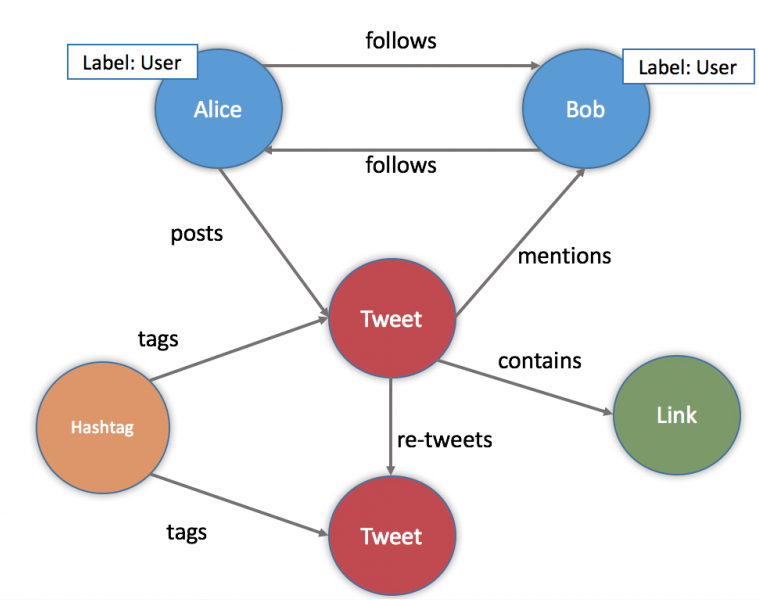 follows
Label: User
Label: User
Alice
Bob
follows
posts
mentions
Tweet
tags
contains
Hashtag
Link
re-tweets
tags
Tweet